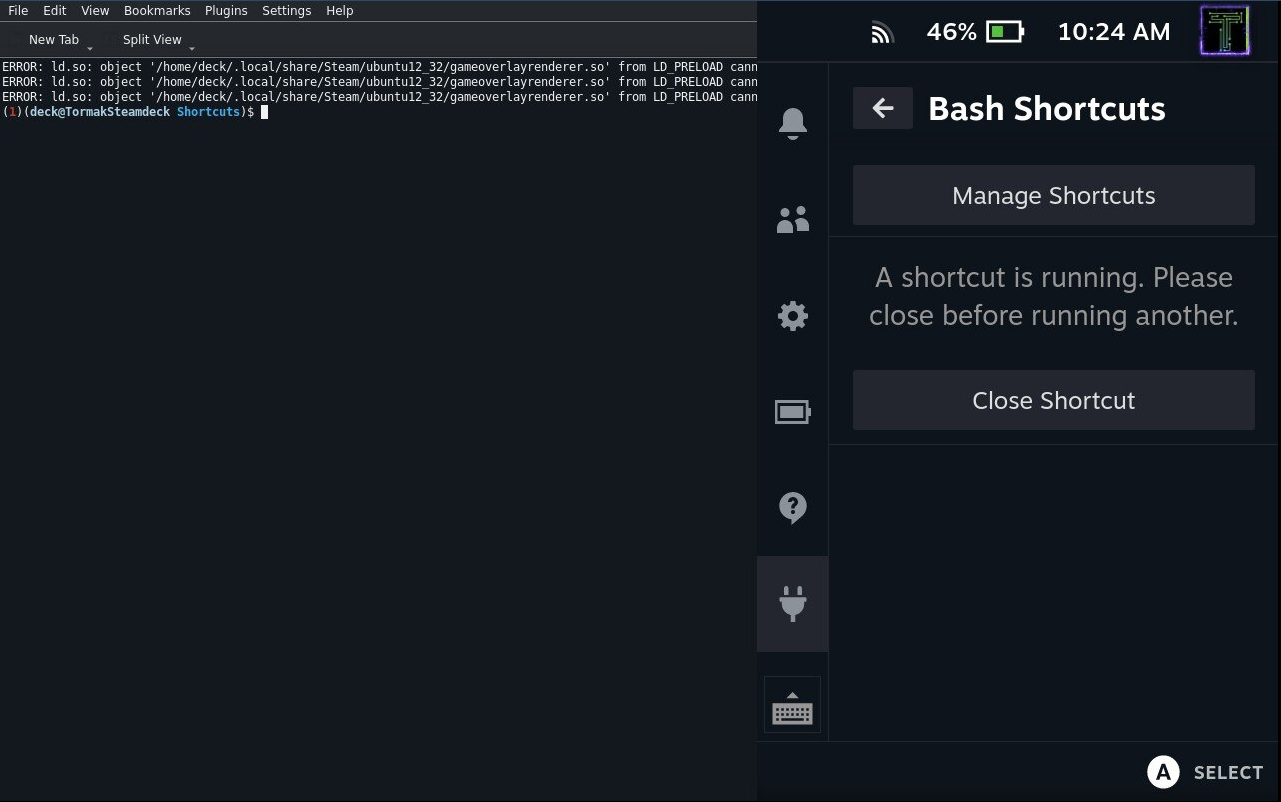 File Edit View Bookmarks Plugins Settings Help
New Tab Split View
ERROR: ld.so: object '/home/deck/.local/share/Steam/ubuntu12_32/gameoverlayrenderer.so' from LD_PRELOAD cann
ERROR: ld.so: object '/home/deck/.local/share/Steam/ubuntu12_32/gameoverlayrenderer.so' from LD_PRELOAD cann
ERROR: ld.so: object '/home/deck/.local/share/Steam/ubuntu12_32/gameoverlayrenderer.so' from LD_PRELOAD cann
(1)(deck@TormakSteamdeck Shortcuts)$
46% 10:24 AM
T
Bash Shortcuts
Manage Shortcuts
A shortcut is running. Please
close before running another.
Close Shortcut
?
A SELECT